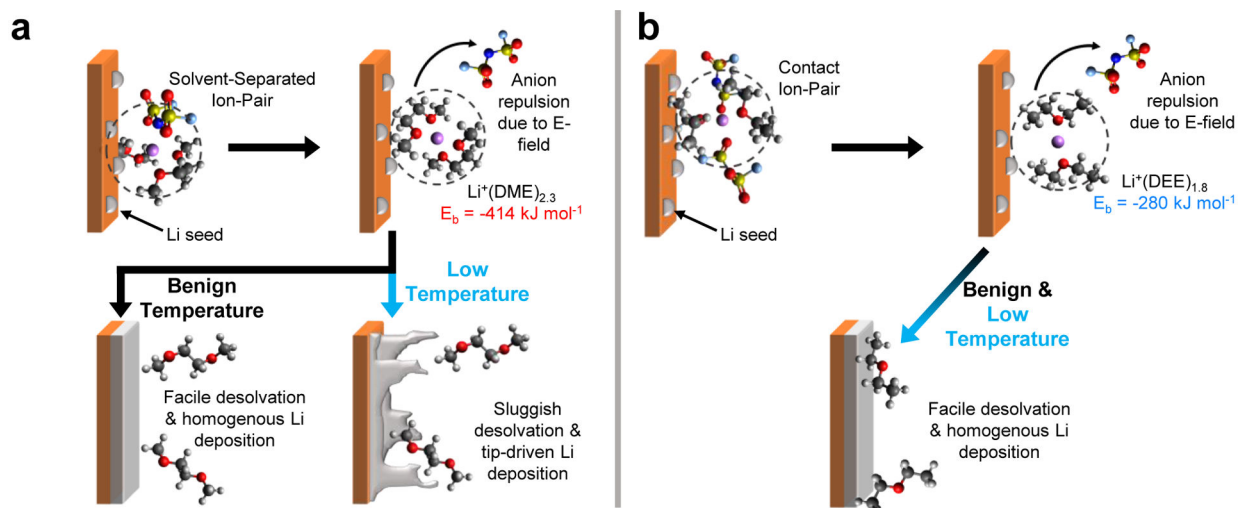 a
Solvent-Separated
Ion-Pair
Li seed
Anion
repulsion
due to E-
field
Li⁺(DME)₂.₃
E_b = -414 kJ mol⁻¹
Benign
Temperature
Low
Temperature
Facile desolvation
& homogenous Li
deposition
Sluggish
desolvation &
tip-driven Li
deposition
b
Contact
Ion-Pair
Li seed
Anion
repulsion
due to E-field
Li⁺(DEE)₁.₈
E_b = -280 kJ mol⁻¹
Benign &
Low
Temperature
Facile desolvation
& homogenous Li
deposition